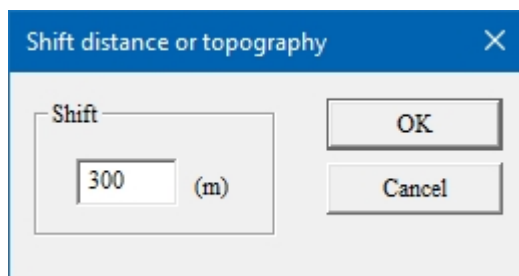 Shift distance or topography
Shift
300 (m)
OK
Cancel